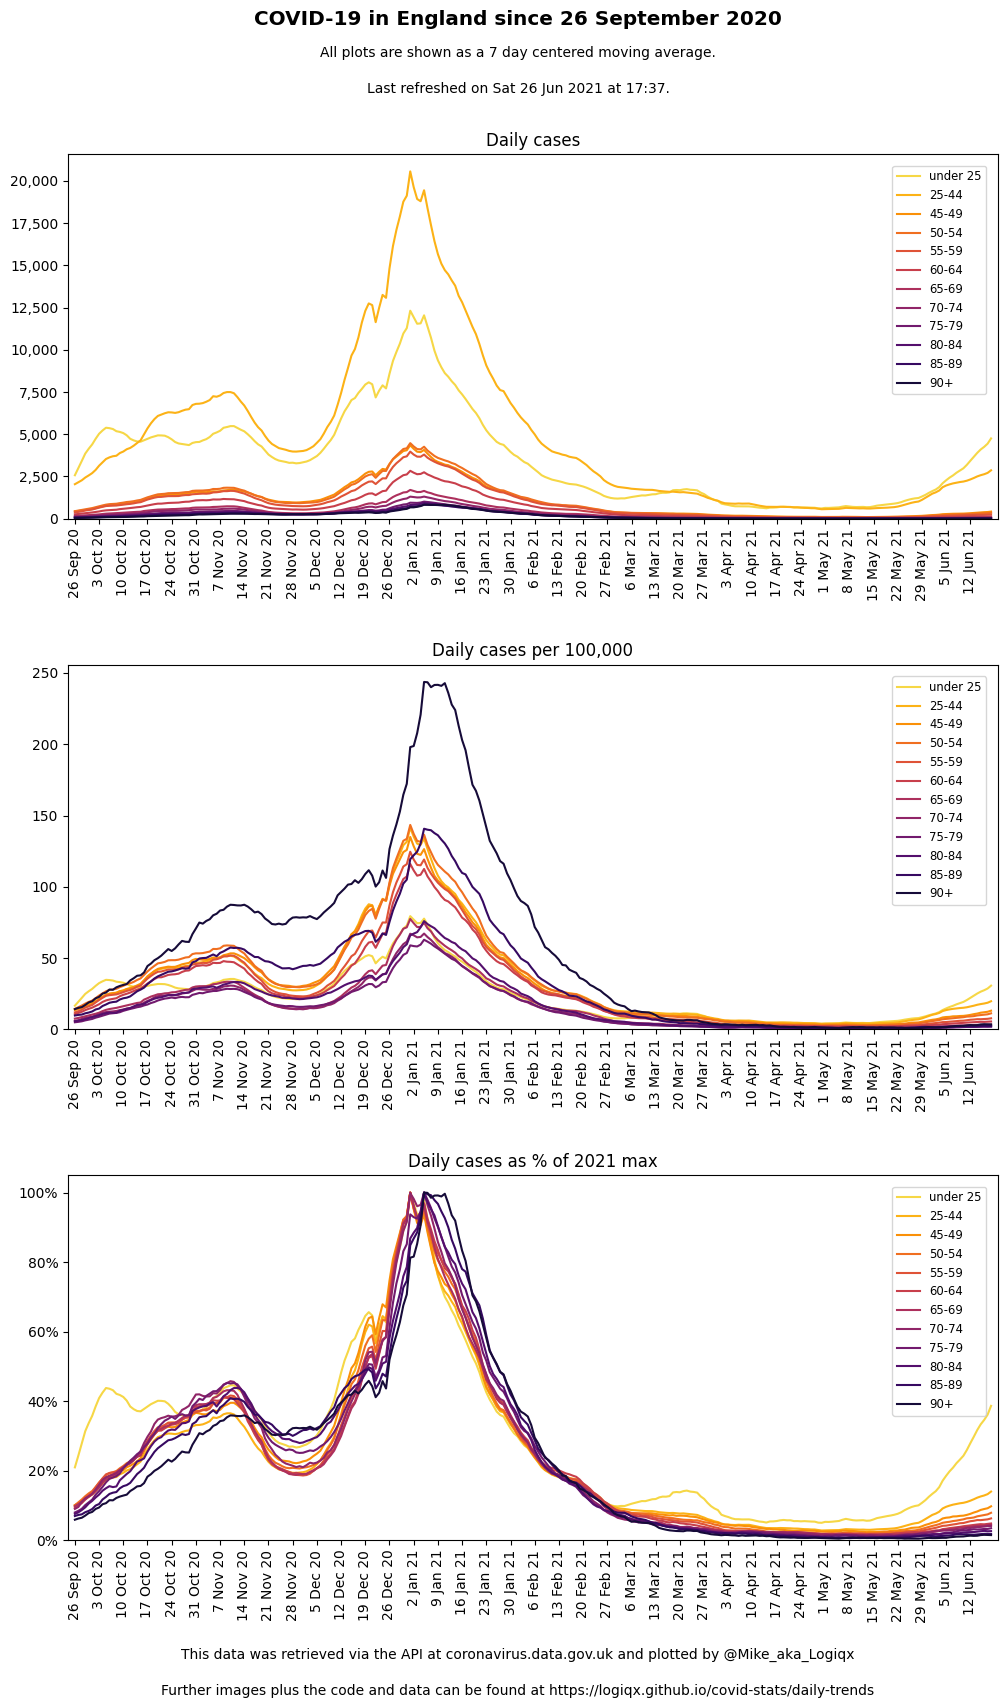 COVID-19 in England since 26 September 2020
All plots are shown as a 7 day centered moving average.
Last refreshed on Sat 26 Jun 2021 at 17:37.
Daily cases
20,000
17,500
15,000
12,500
10,000
7,500
5,000
2,500
0
under 25
25-44
45-49
50-54
55-59
60-64
65-69
70-74
75-79
80-84
85-89
90+
26 Sep 20
3 Oct 20
10 Oct 20
17 Oct 20
24 Oct 20
31 Oct 20
7 Nov 20
14 Nov 20
21 Nov 20
28 Nov 20
5 Dec 20
12 Dec 20
19 Dec 20
26 Dec 20
2 Jan 21
9 Jan 21
16 Jan 21
23 Jan 21
30 Jan 21
6 Feb 21
13 Feb 21
20 Feb 21
27 Feb 21
6 Mar 21
13 Mar 21
20 Mar 21
27 Mar 21
3 Apr 21
10 Apr 21
17 Apr 21
24 Apr 21
1 May 21
8 May 21
15 May 21
22 May 21
29 May 21
5 Jun 21
12 Jun 21
Daily cases per 100,000
250
200
150
100
50
0
under 25
25-44
45-49
50-54
55-59
60-64
65-69
70-74
75-79
80-84
85-89
90+
26 Sep 20
3 Oct 20
10 Oct 20
17 Oct 20
24 Oct 20
31 Oct 20
7 Nov 20
14 Nov 20
21 Nov 20
28 Nov 20
5 Dec 20
12 Dec 20
19 Dec 20
26 Dec 20
2 Jan 21
9 Jan 21
16 Jan 21
23 Jan 21
30 Jan 21
6 Feb 21
13 Feb 21
20 Feb 21
27 Feb 21
6 Mar 21
13 Mar 21
20 Mar 21
27 Mar 21
3 Apr 21
10 Apr 21
17 Apr 21
24 Apr 21
1 May 21
8 May 21
15 May 21
22 May 21
29 May 21
5 Jun 21
12 Jun 21
Daily cases as % of 2021 max
100%
80%
60%
40%
20%
0%
under 25
25-44
45-49
50-54
55-59
60-64
65-69
70-74
75-79
80-84
85-89
90+
26 Sep 20
3 Oct 20
10 Oct 20
17 Oct 20
24 Oct 20
31 Oct 20
7 Nov 20
14 Nov 20
21 Nov 20
28 Nov 20
5 Dec 20
12 Dec 20
19 Dec 20
26 Dec 20
2 Jan 21
9 Jan 21
16 Jan 21
23 Jan 21
30 Jan 21
6 Feb 21
13 Feb 21
20 Feb 21
27 Feb 21
6 Mar 21
13 Mar 21
20 Mar 21
27 Mar 21
3 Apr 21
10 Apr 21
17 Apr 21
24 Apr 21
1 May 21
8 May 21
15 May 21
22 May 21
29 May 21
5 Jun 21
12 Jun 21
This data was retrieved via the API at coronavirus.data.gov.uk and plotted by @Mike_aka_Logiqx
Further images plus the code and data can be found at https://logiqx.github.io/covid-stats/daily-trends